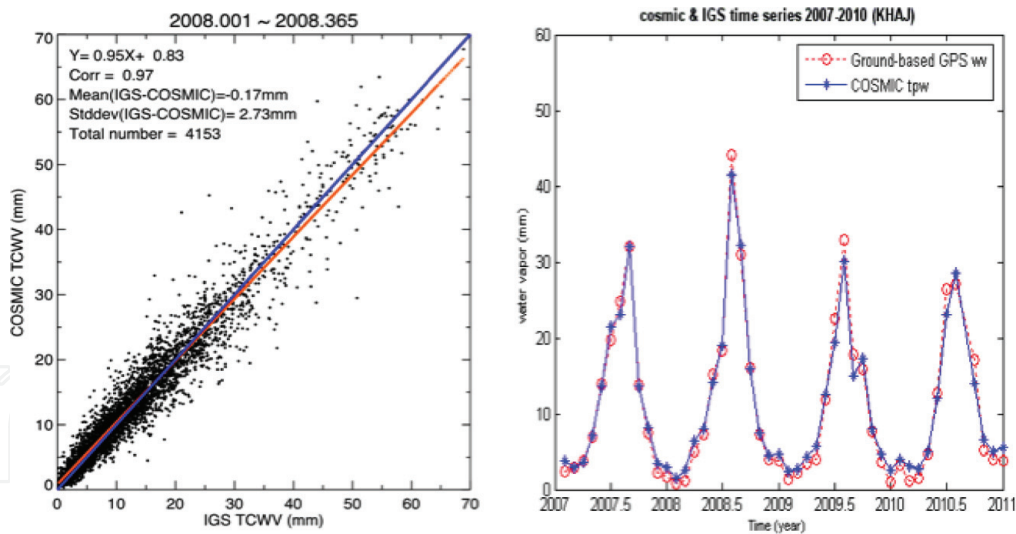 2008.001 ~ 2008.365
Y= 0.95X+ 0.83
Corr = 0.97
Mean(IGS-COSMIC)=-0.17mm
Stddev(IGS-COSMIC)= 2.73mm
Total number = 4153
COSMIC TCWV (mm)
70
60
50
40
30
20
10
0
0 10 20 30 40 50 60 70
IGS TCWV (mm)
cosmic & IGS time series 2007-2010 (KHAJ)
Ground-based GPS wv
COSMIC tpw
water vapor (mm)
60
50
40
30
20
10
0
2007 2007.5 2008 2008.5 2009 2009.5 2010 2010.5 2011
Time (year)